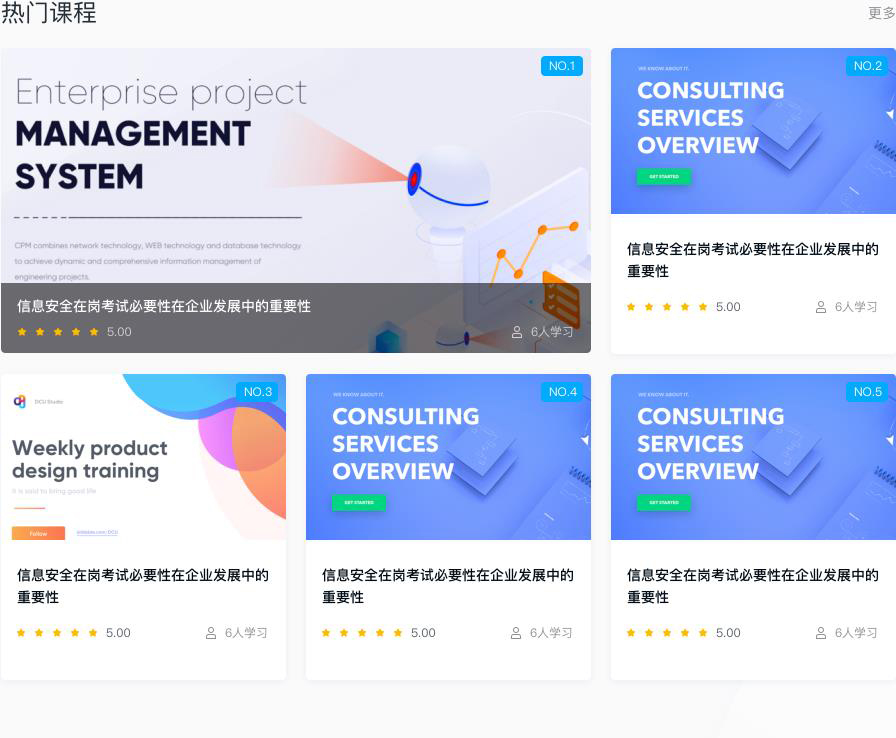 热门课程
更多
NO.1
Enterprise project
MANAGEMENT
SYSTEM
CPM combines network technology, WEB technology and database technology
to achieve dynamic and comprehensive information management of
engineering projects.
信息安全在岗考试必要性在企业发展中的重要性
5.00
6人学习
NO.2
WE KNOW ABOUT IT.
CONSULTING
SERVICES
OVERVIEW
GET STARTED
信息安全在岗考试必要性在企业发展中的
重要性
5.00
6人学习
NO.3
DCU Studio
Weekly product
design training
It is said to bring good life
Follow
信息安全在岗考试必要性在企业发展中的
重要性
5.00
6人学习
NO.4
WE KNOW ABOUT IT.
CONSULTING
SERVICES
OVERVIEW
GET STARTED
信息安全在岗考试必要性在企业发展中的
重要性
5.00
6人学习
NO.5
WE KNOW ABOUT IT.
CONSULTING
SERVICES
OVERVIEW
GET STARTED
信息安全在岗考试必要性在企业发展中的
重要性
5.00
6人学习